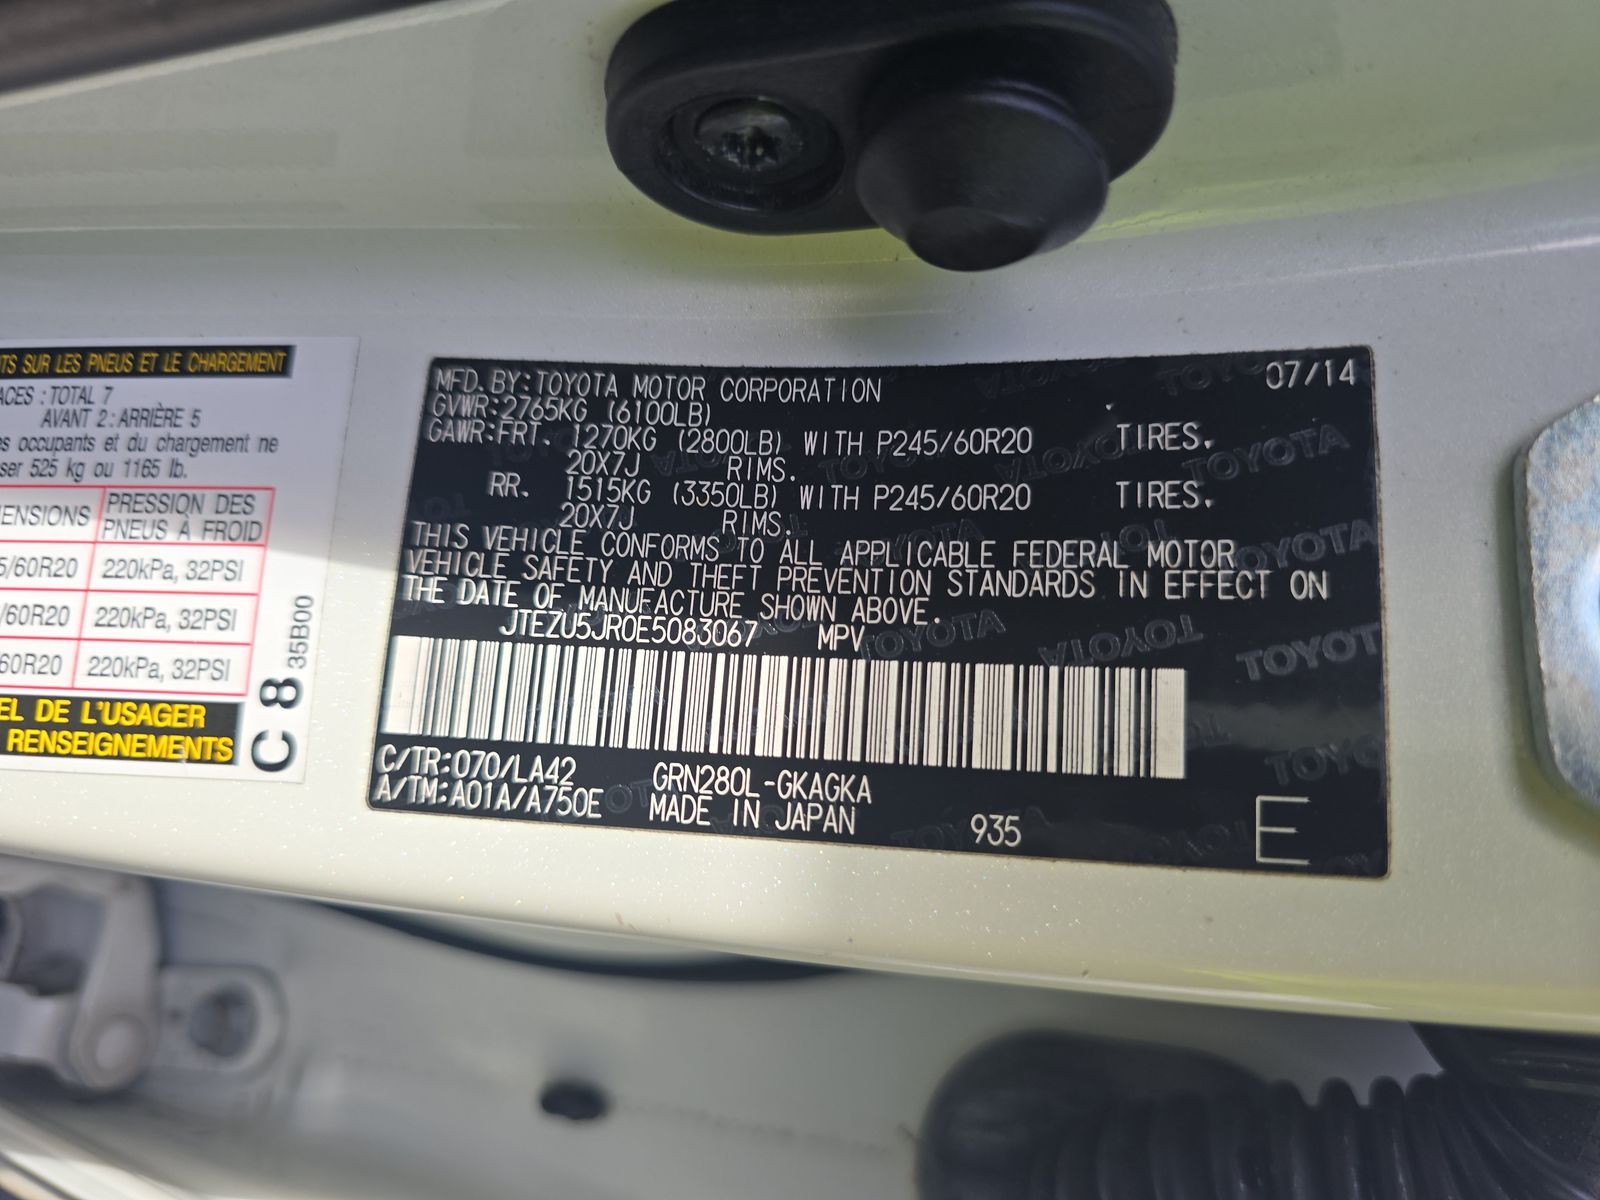 TS SUR LES PNEUS ET LE CHARGEMENT
ACES : TOTAL 7
AVANT 2 : ARRIÈRE 5
es occupants et du chargement ne
ser 525 kg ou 1165 lb.
ENSIONS PRESSION DES
PNEUS À FROID
5/60R20 220kPa, 32PSI
/60R20 220kPa, 32PSI
60R20 220kPa, 32PSI
EL DE L'USAGER
RENSEIGNEMENTS
C 8 35B00
MFD. BY: TOYOTA MOTOR CORPORATION 07/14
GVWR: 2765KG (6100LB)
GAWR: FRT. 1270KG (2800LB) WITH P245/60R20 TIRES,
20X7J RIMS.
RR. 1515KG (3350LB) WITH P245/60R20 TIRES,
20X7J RIMS.
THIS VEHICLE CONFORMS TO ALL APPLICABLE FEDERAL MOTOR
VEHICLE SAFETY AND THEFT PREVENTION STANDARDS IN EFFECT ON
THE DATE OF MANUFACTURE SHOWN ABOVE.
JTEZU5JR0E5083067 MPV
C/TR: 070/LA42 GRN280L-GKAGKA
A/TM: A01A/A750E MADE IN JAPAN 935 E